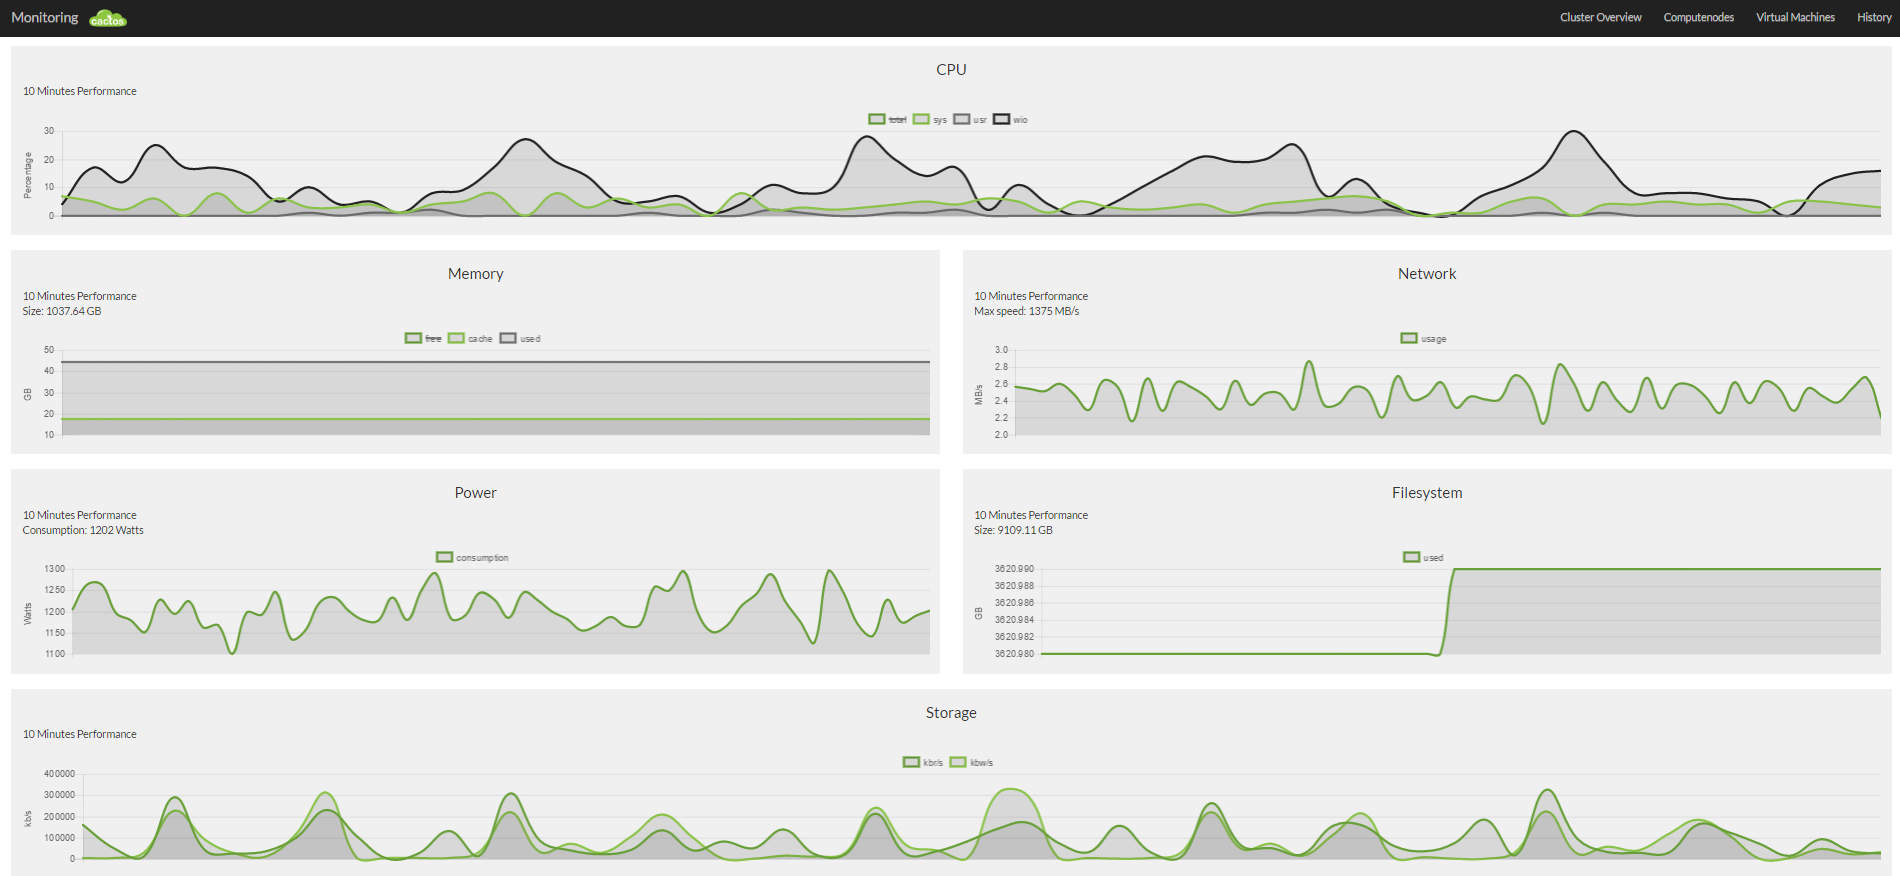 Monitoring cactos Cluster Overview Computenodes Virtual Machines History
CPU
10 Minutes Performance
total sys usr wio
Percentage
30
20
10
0
Memory
10 Minutes Performance
Size: 1037.64 GB
free cache used
GB
50
40
30
20
10
Network
10 Minutes Performance
Max speed: 1375 MB/s
usage
MB/s
3.0
2.8
2.6
2.4
2.2
2.0
Power
10 Minutes Performance
Consumption: 1202 Watts
consumption
Watts
1300
1250
1200
1150
1100
Filesystem
10 Minutes Performance
Size: 9109.11 GB
used
GB
3620.990
3620.988
3620.986
3620.984
3620.982
3620.980
Storage
10 Minutes Performance
kbr/s kbw/s
kb/s
400000
300000
200000
100000
0